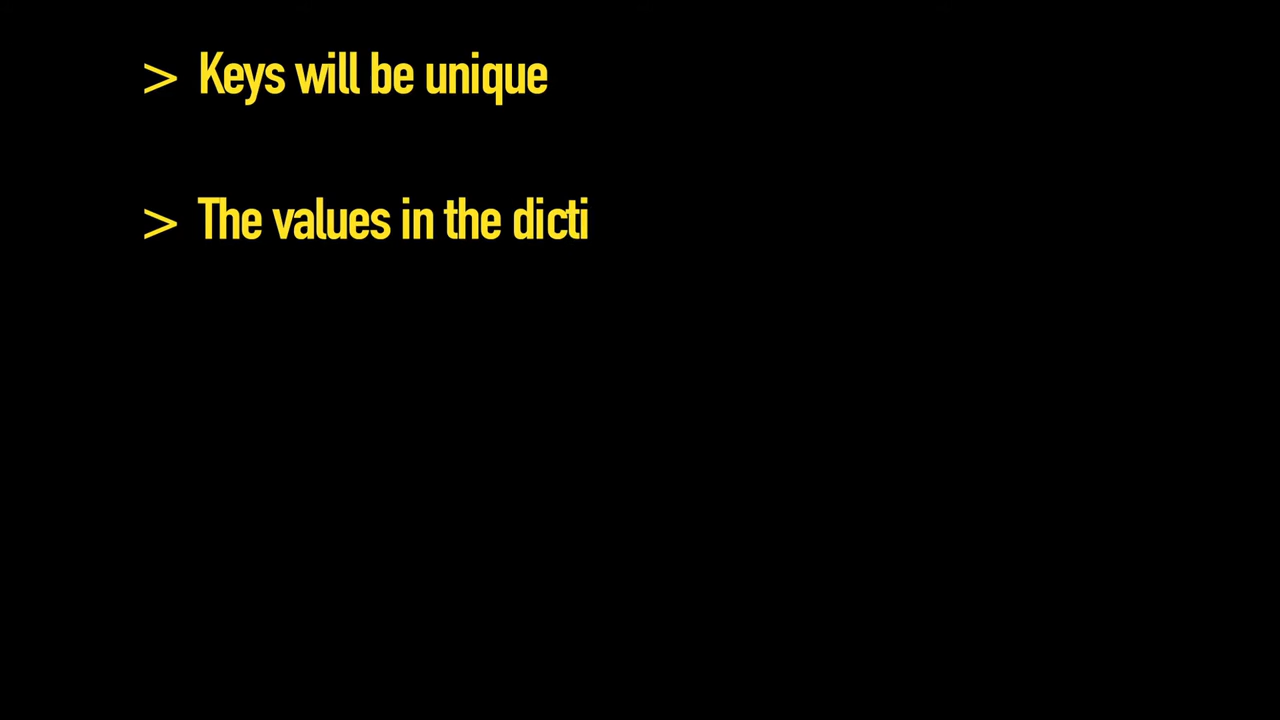 > Keys will be unique
> The values in the dicti